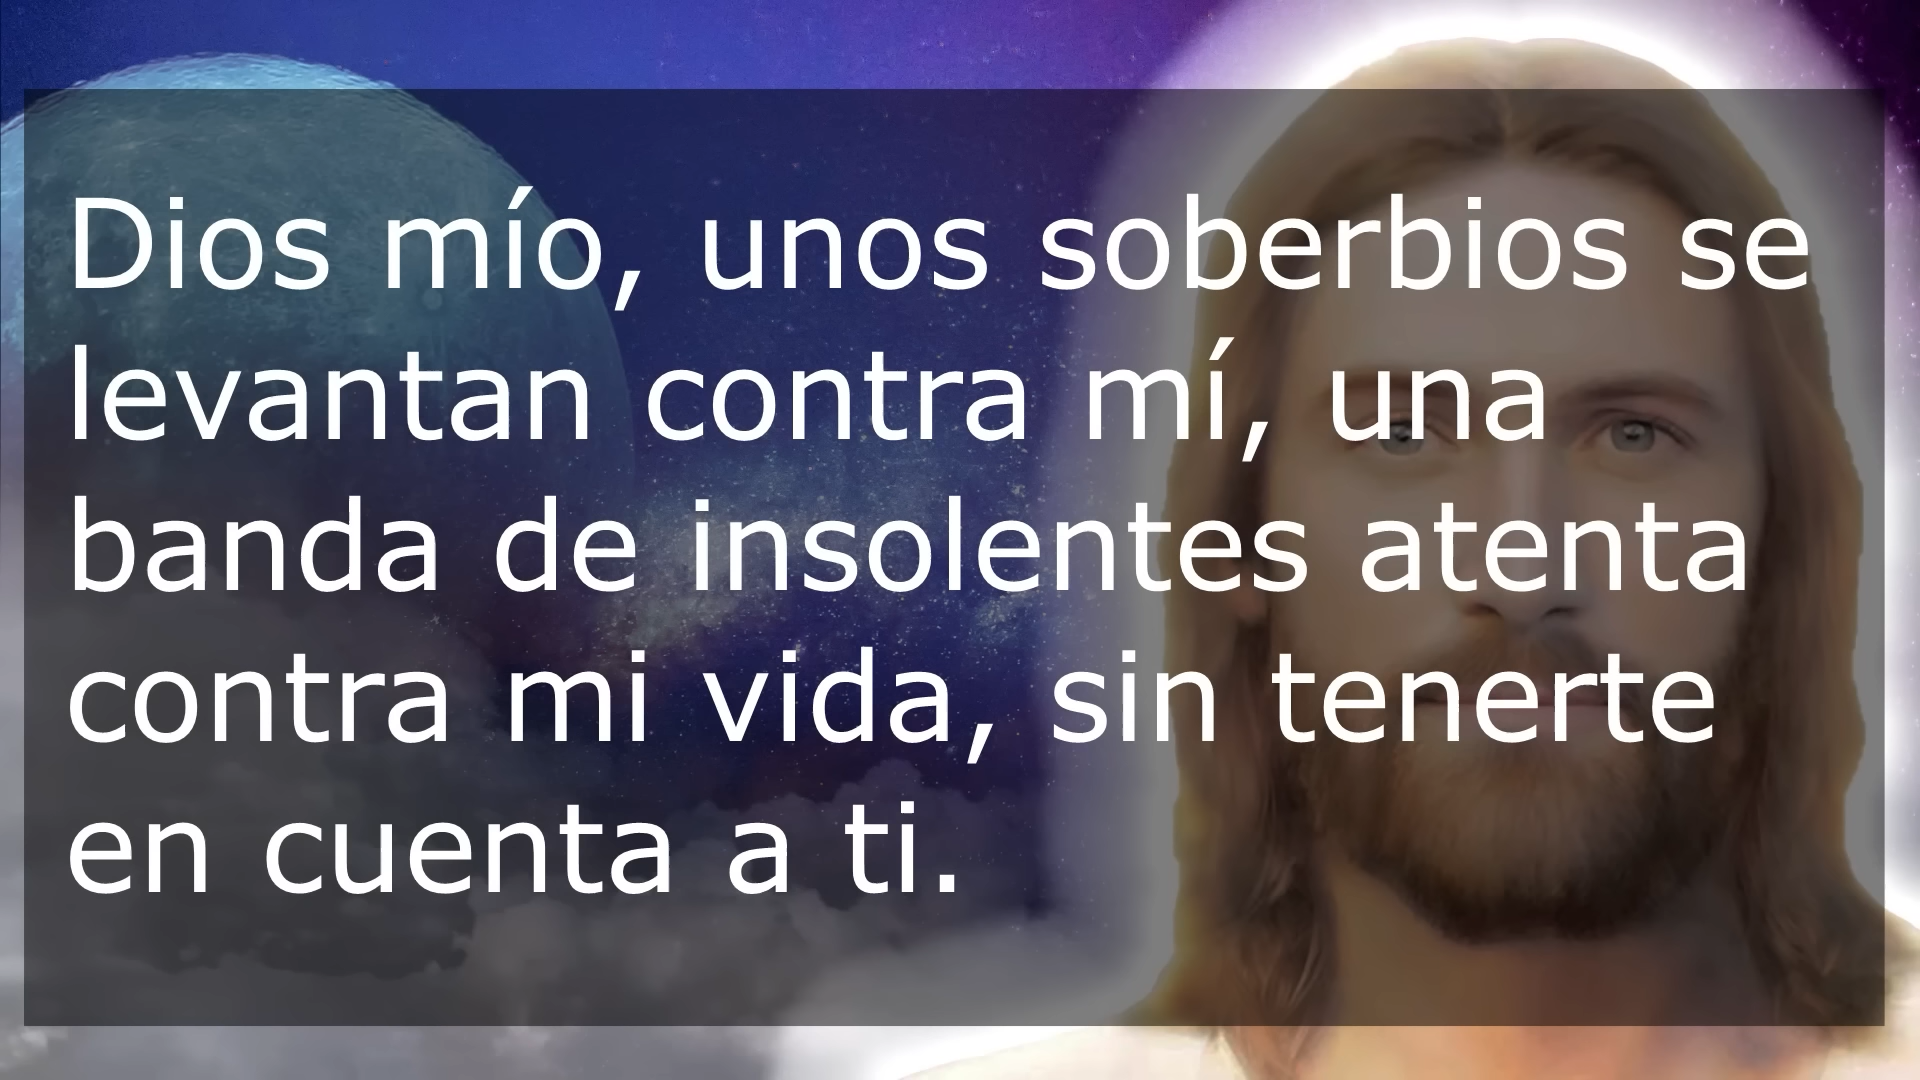 Dios mío, unos soberbios se
levantan contra mí, una
banda de insolentes atenta
contra mi vida, sin tenerte
en cuenta a ti.